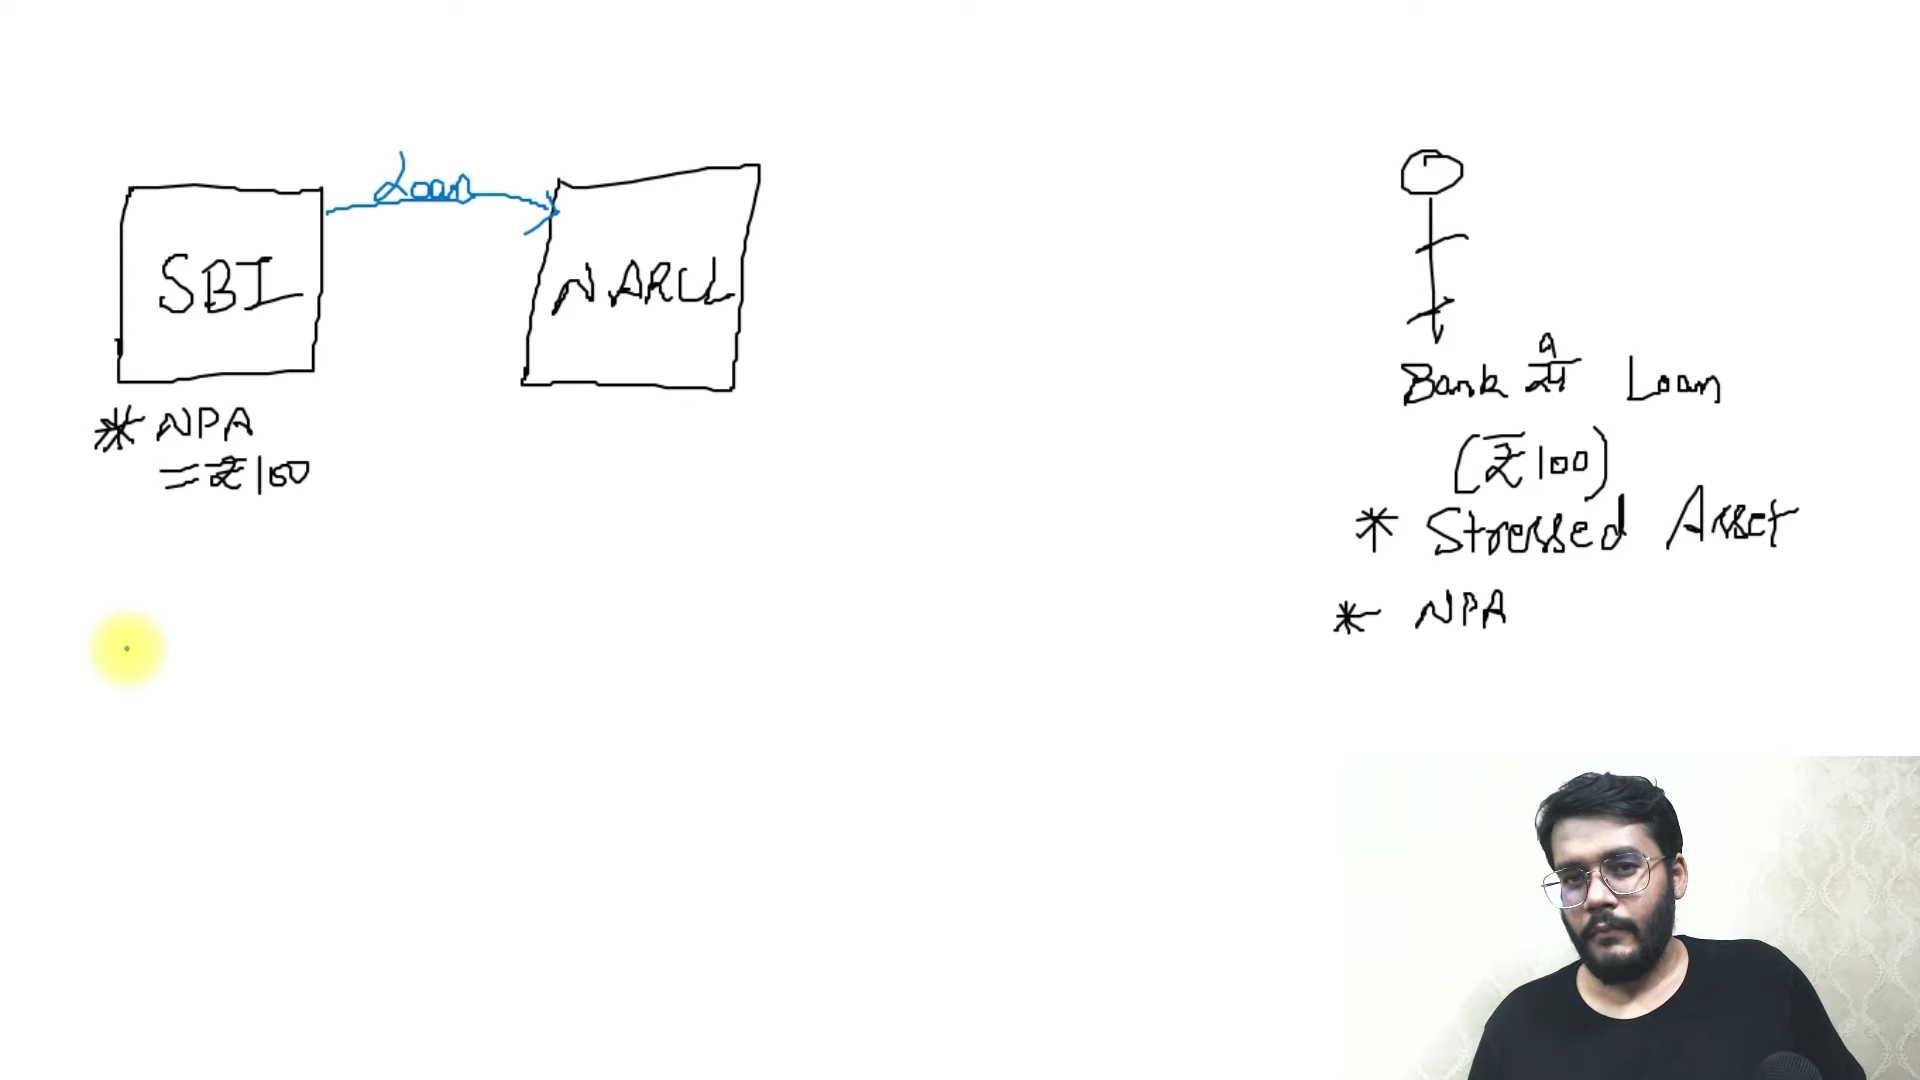 Loan
SBI
NARCL
* NPA
= ₹100
Bank का Loan
(₹100)
* Stressed Asset
* NPA